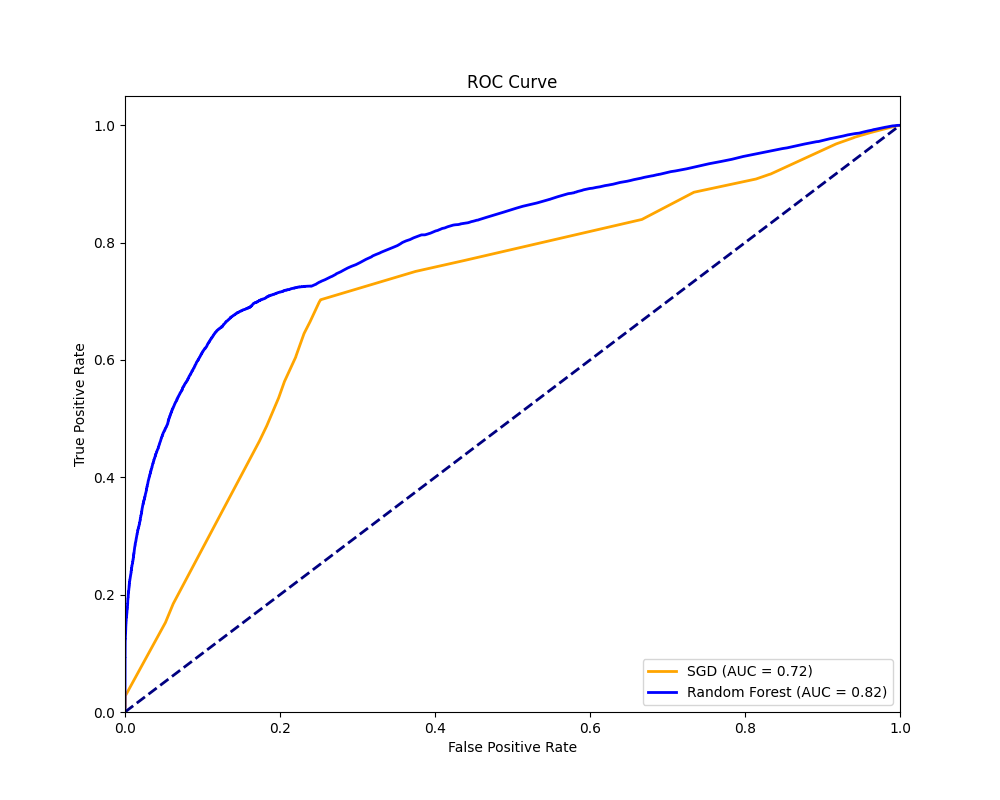 ROC Curve
1.0
0.8
0.6
0.4
0.2
0.0
True Positive Rate
0.0 0.2 0.4 0.6 0.8 1.0
False Positive Rate
SGD (AUC = 0.72)
Random Forest (AUC = 0.82)